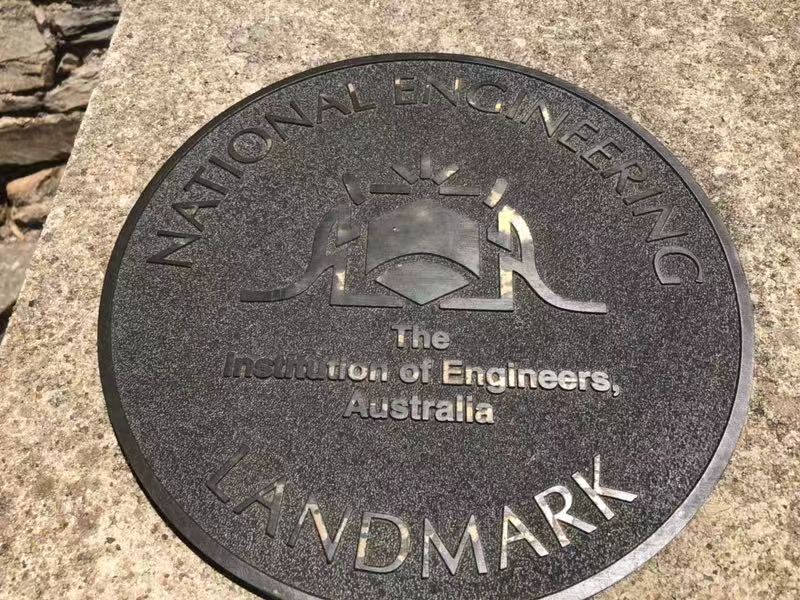 NATIONAL ENGINEERING
The
Institution of Engineers,
Australia
LANDMARK